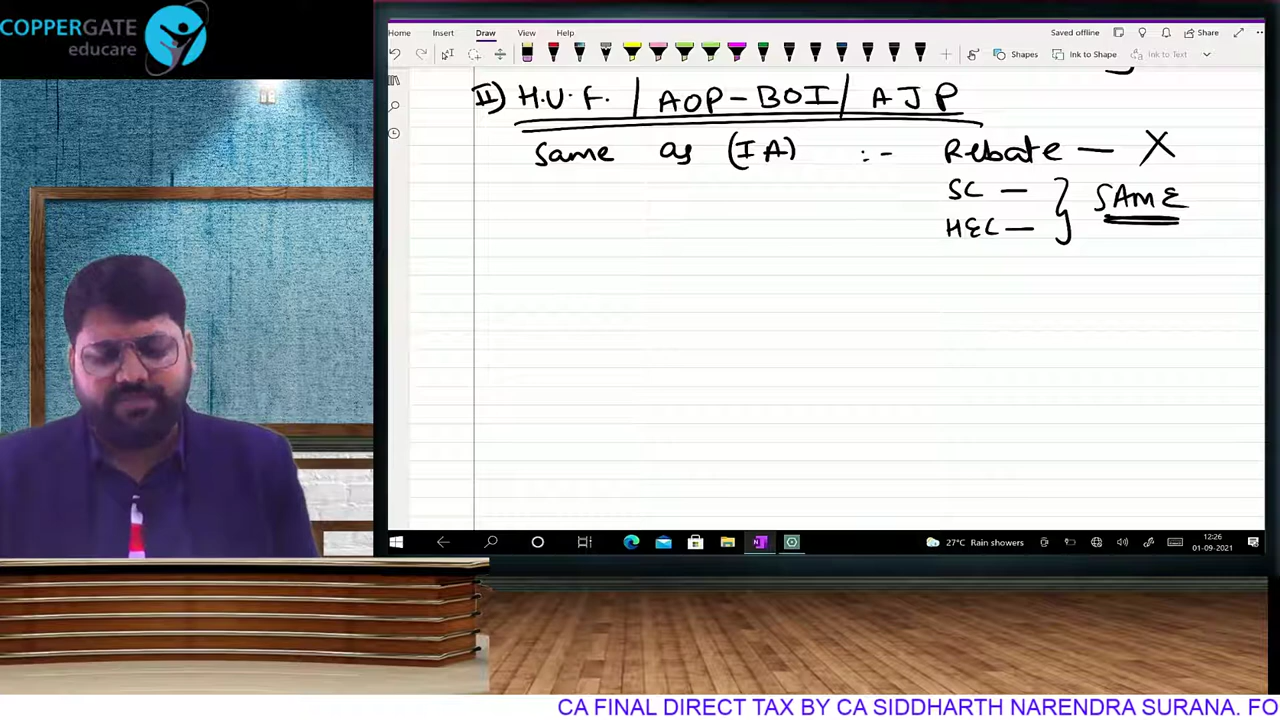 COPPERGATE
educare
Home Insert Draw View Help
Saved offline
Share
Shapes
Ink to Shape
Ink to Text
II) H.U.F. / AOP-BOI / AJP
Same as (IA) :- Rebate — X
SC —
HEC —
SAME
27°C Rain showers
12:26
01-09-2021
CA FINAL DIRECT TAX BY CA SIDDHARTH NARENDRA SURANA. FO